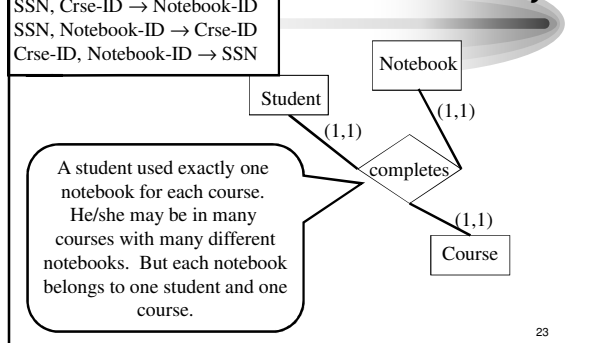 SSN, Crse-ID → Notebook-ID
SSN, Notebook-ID → Crse-ID
Crse-ID, Notebook-ID → SSN
Notebook
Student
(1,1)
(1,1)
completes
A student used exactly one
notebook for each course.
He/she may be in many
courses with many different
notebooks. But each notebook
belongs to one student and one
course.
(1,1)
Course
23